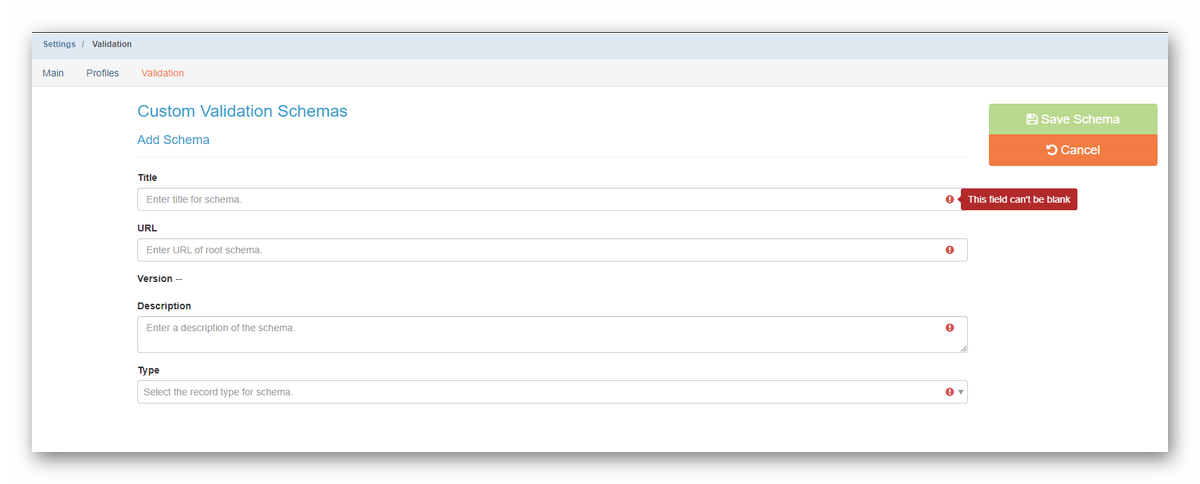 Settings / Validation
Main Profiles Validation
Custom Validation Schemas
Save Schema
Add Schema
Cancel
Title
Enter title for schema.
This field can't be blank
URL
Enter URL of root schema.
Version --
Description
Enter a description of the schema.
Type
Select the record type for schema.